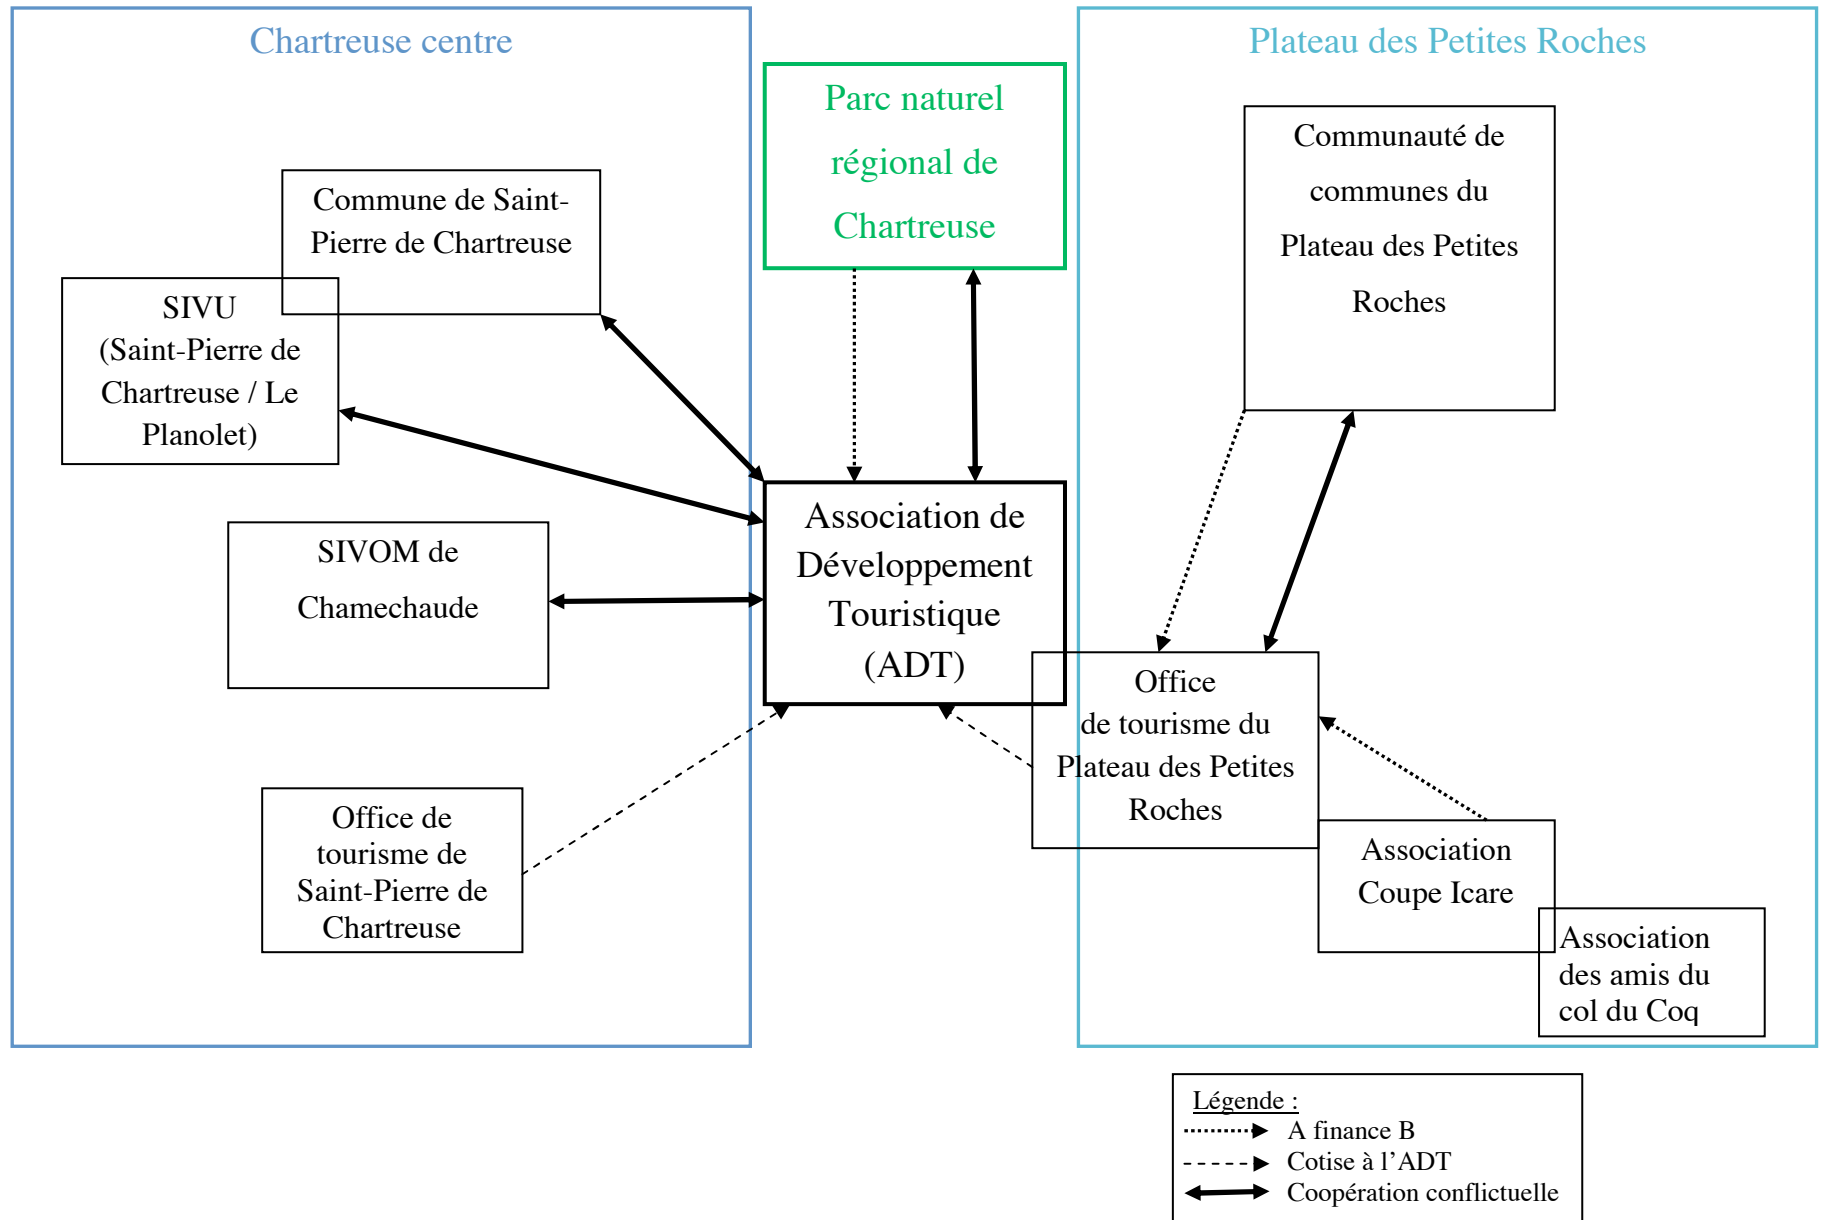 Chartreuse centre
Plateau des Petites Roches
Parc naturel
régional de
Chartreuse
Communauté de
communes du
Plateau des Petites
Roches
Commune de Saint-
Pierre de Chartreuse
SIVU
(Saint-Pierre de
Chartreuse / Le
Planolet)
Association de
Développement
Touristique
(ADT)
SIVOM de
Chamechaude
Office
de tourisme du
Plateau des Petites
Roches
Office de
tourisme de
Saint-Pierre de
Chartreuse
Association
Coupe Icare
Association
des amis du
col du Coq
Légende :
A finance B
Cotise à l’ADT
Coopération conflictuelle